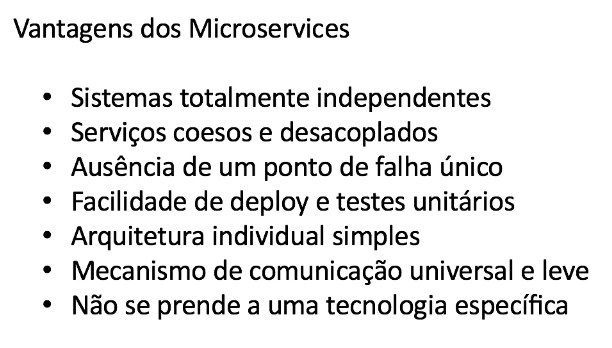 Vantagens dos Microservices
• Sistemas totalmente independentes
• Serviços coesos e desacoplados
• Ausência de um ponto de falha único
• Facilidade de deploy e testes unitários
• Arquitetura individual simples
• Mecanismo de comunicação universal e leve
• Não se prende a uma tecnologia específica